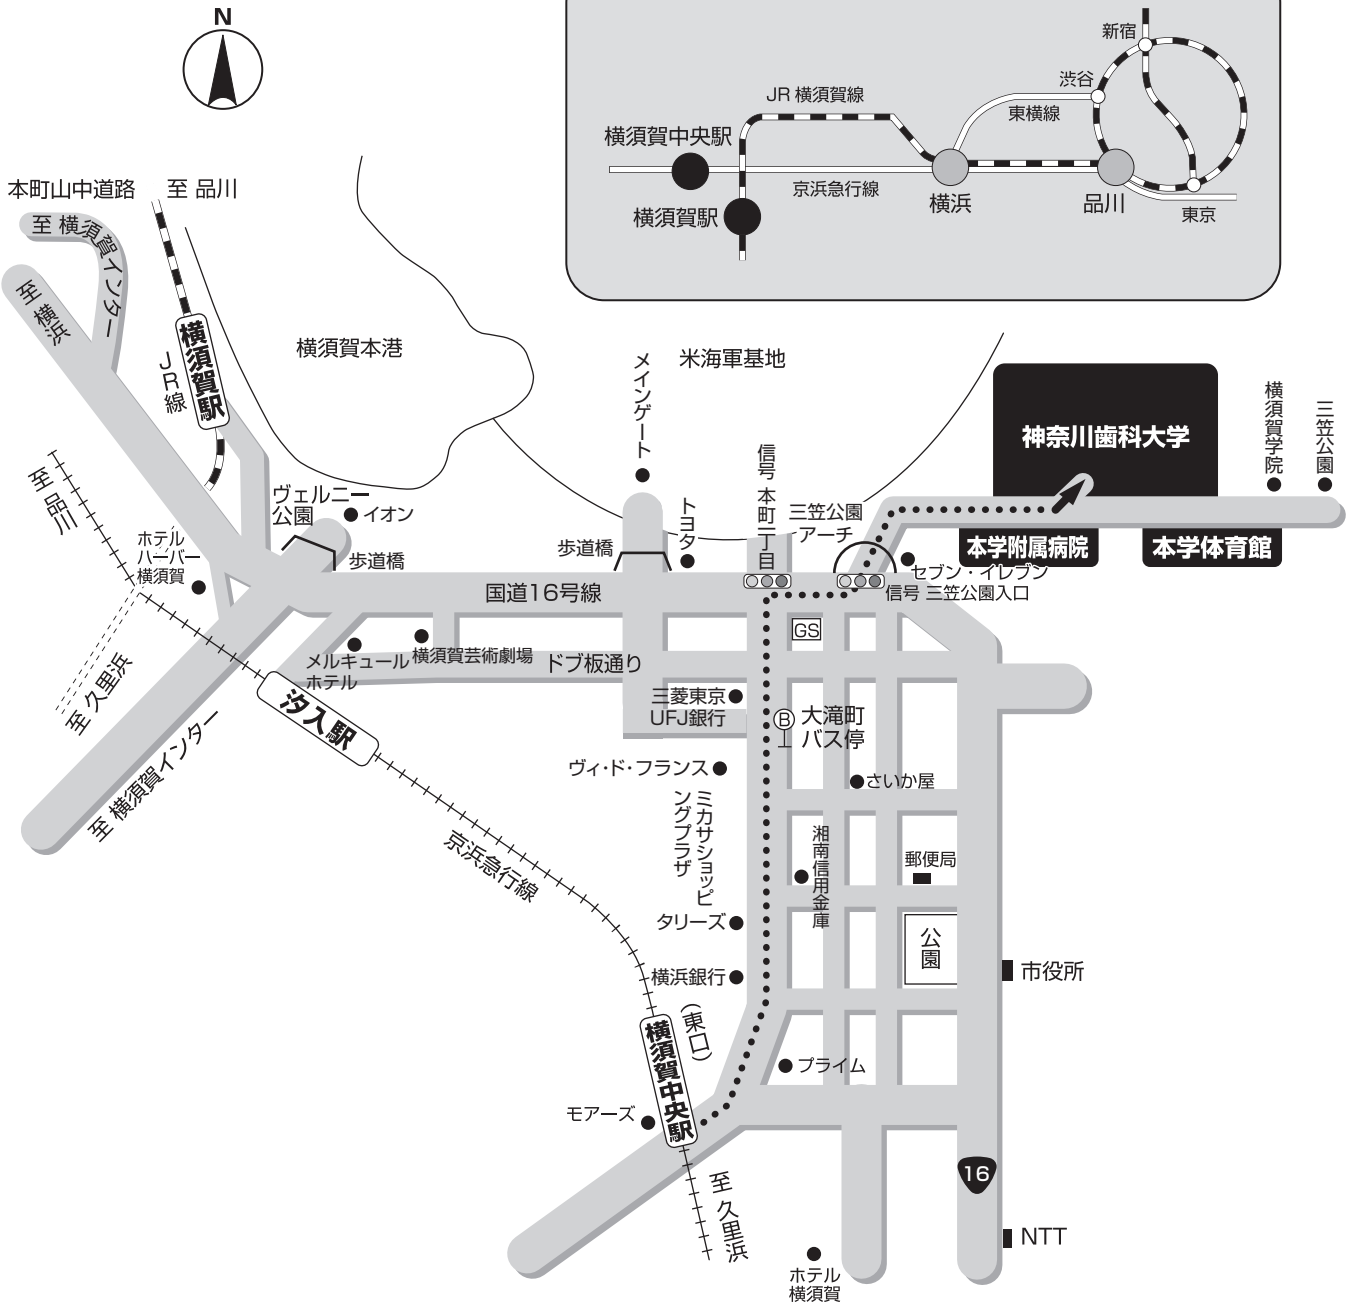 N
新宿
渋谷
JR 横須賀線
東横線
横須賀中央駅
京浜急行線
横須賀駅
横浜
品川
東京
本町山中道路
至 品川
至 横須賀インター
至 横浜
横須賀駅
JR線
横須賀本港
メインゲート
米海軍基地
神奈川歯科大学
横須賀学院
三笠公園
至 品川
ヴェルニー
公園
イオン
ホテル
ハーバー
横須賀
歩道橋
歩道橋
トヨタ
信号 本町一丁目
三笠公園
アーチ
本学附属病院
本学体育館
セブン・イレブン
信号 三笠公園入口
国道16号線
GS
メルキュール
ホテル
横須賀芸術劇場
ドブ板通り
至 久里浜
汐入駅
三菱東京
UFJ銀行
B
大滝町
バス停
至 横須賀インター
ヴィ・ド・フランス
さいか屋
ミカサショッピ
ングプラザ
湘南信用金庫
郵便局
京浜急行線
タリーズ
公園
横浜銀行
市役所
(東口)
横須賀中央駅
プライム
モアーズ
16
至 久里浜
NTT
ホテル
横須賀